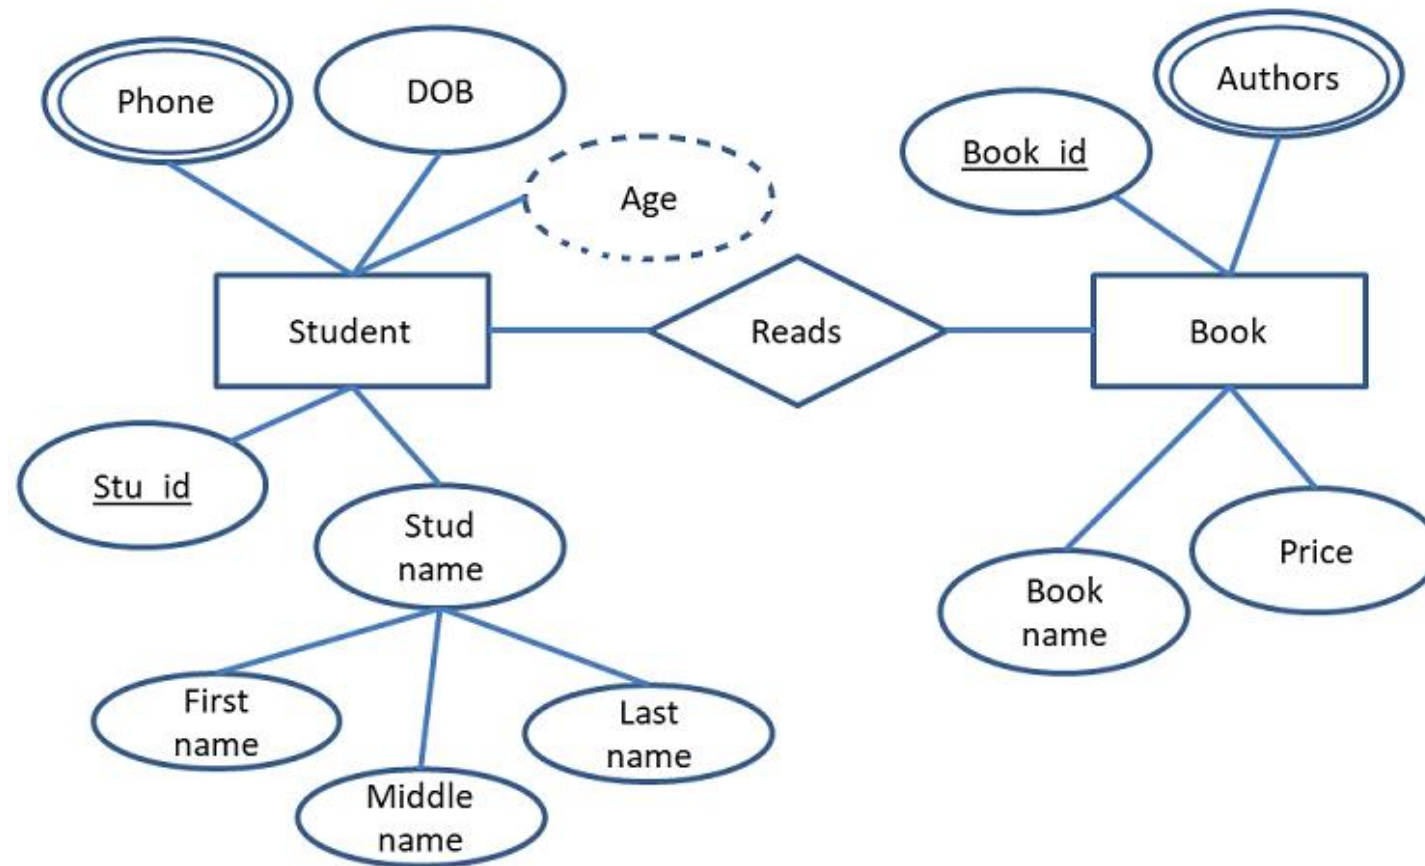 Phone
DOB
Authors
Book_id
Age
Student
Reads
Book
Stu_id
Stud
name
Price
Book
name
First
name
Last
name
Middle
name